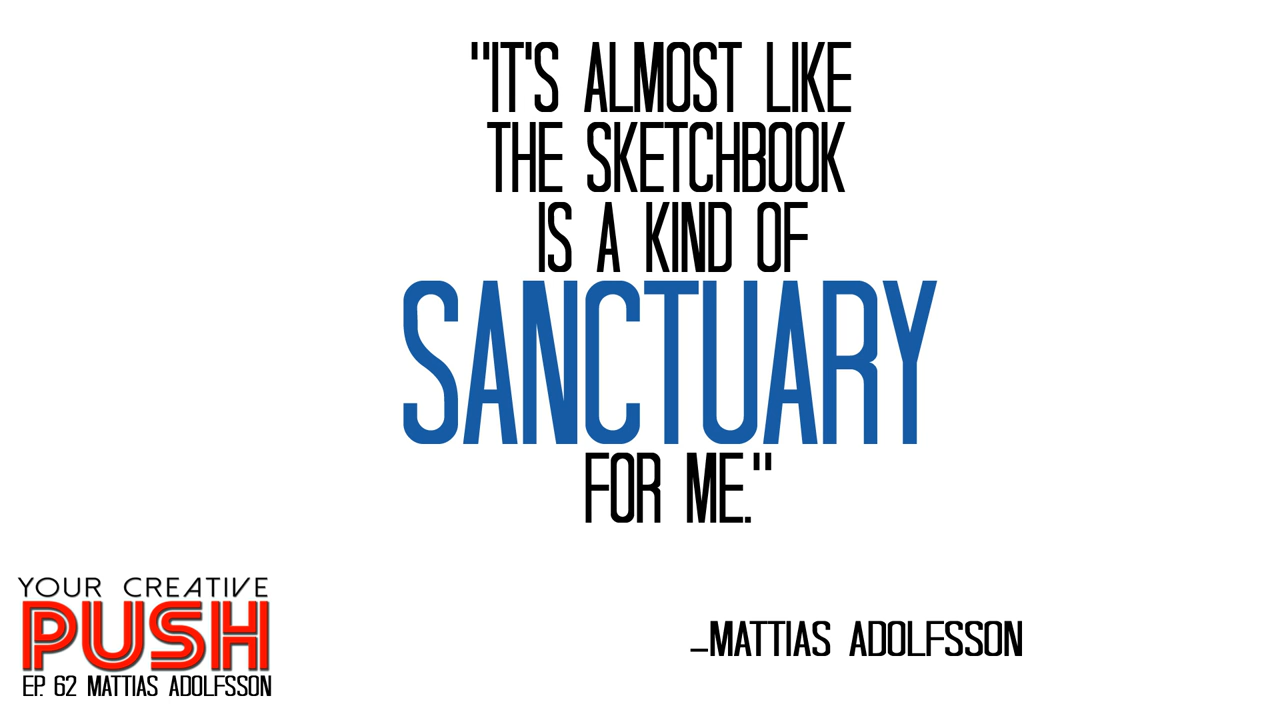 "IT'S ALMOST LIKE
THE SKETCHBOOK
IS A KIND OF
SANCTUARY
FOR ME."
–MATTIAS ADOLFSSON
YOUR CREATIVE
PUSH
EP. 62 MATTIAS ADOLFSSON